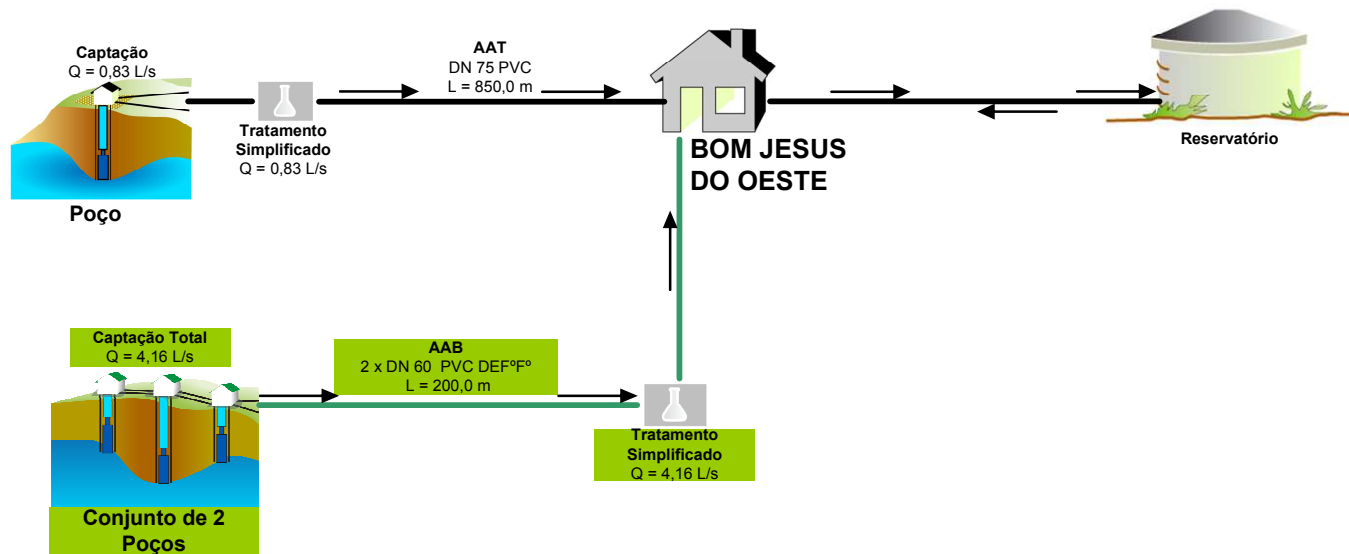 Captação
Q = 0,83 L/s
AAT
DN 75 PVC
L = 850,0 m
Tratamento
Simplificado
Q = 0,83 L/s
Poço
BOM JESUS
DO OESTE
Reservatório
Captação Total
Q = 4,16 L/s
AAB
2 x DN 60 PVC DEFºFº
L = 200,0 m
Tratamento
Simplificado
Q = 4,16 L/s
Conjunto de 2
Poços